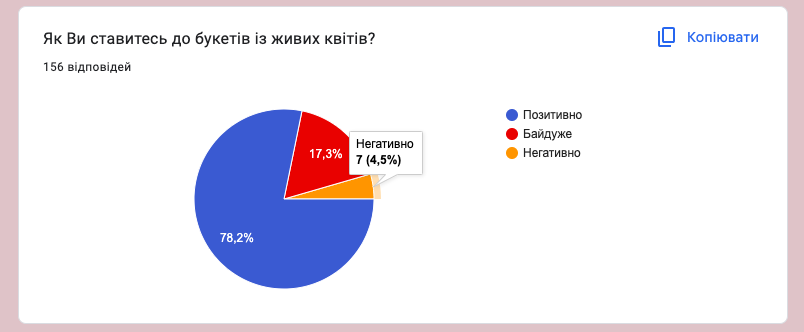 Як Ви ставитесь до букетів із живих квітів?
Копіювати
156 відповідей
Позитивно
Байдуже
Негативно
Негативно
7 (4,5%)
17,3%
78,2%